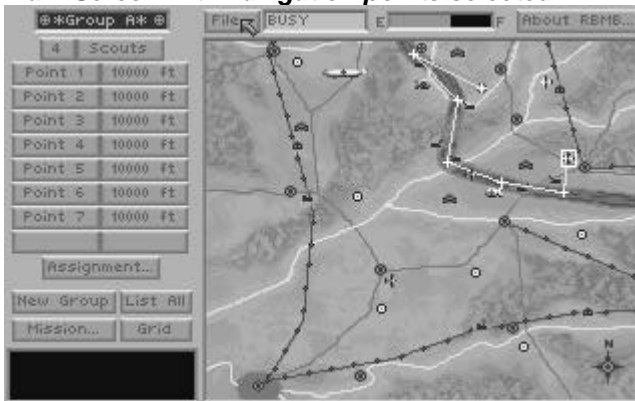 *Group A*
File
BUSY
E
F
About RBMB...
4 Scouts
Point 1 10000 ft
Point 2 10000 ft
Point 3 10000 ft
Point 4 10000 ft
Point 5 10000 ft
Point 6 10000 ft
Point 7 10000 ft
Assignment...
New Group
List All
Mission...
Grid
N